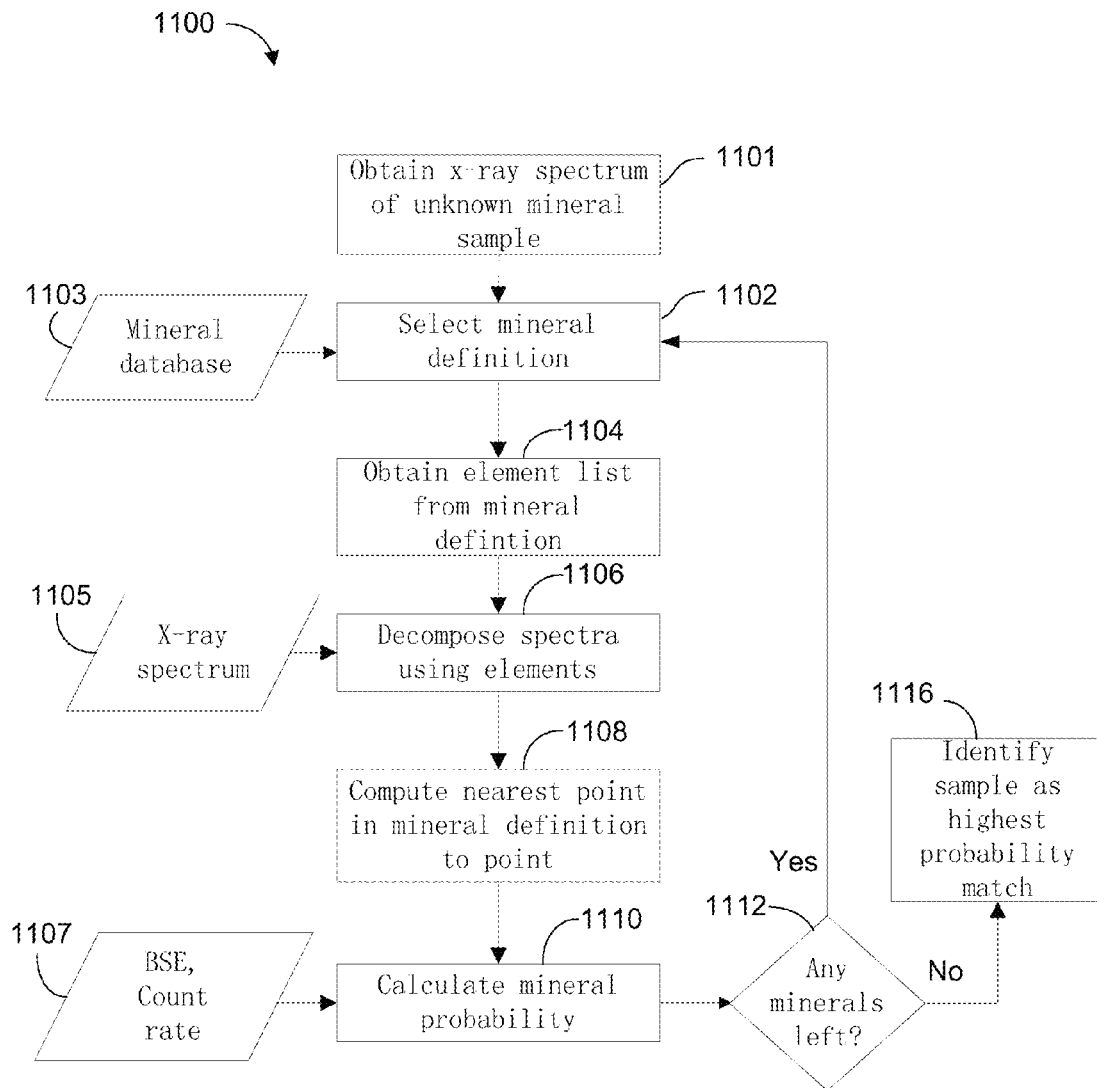 1100
Obtain x-ray spectrum
of unknown mineral
sample
1101
1103
Mineral
database
Select mineral
definition
1102
1104
Obtain element list
from mineral
defintion
1105
X-ray
spectrum
1106
Decompose spectra
using elements
1108
Compute nearest point
in mineral definition
to point
1107
BSE,
Count
rate
1110
Calculate mineral
probability
1112
Any
minerals
left?
Yes
No
1116
Identify
sample as
highest
probability
match